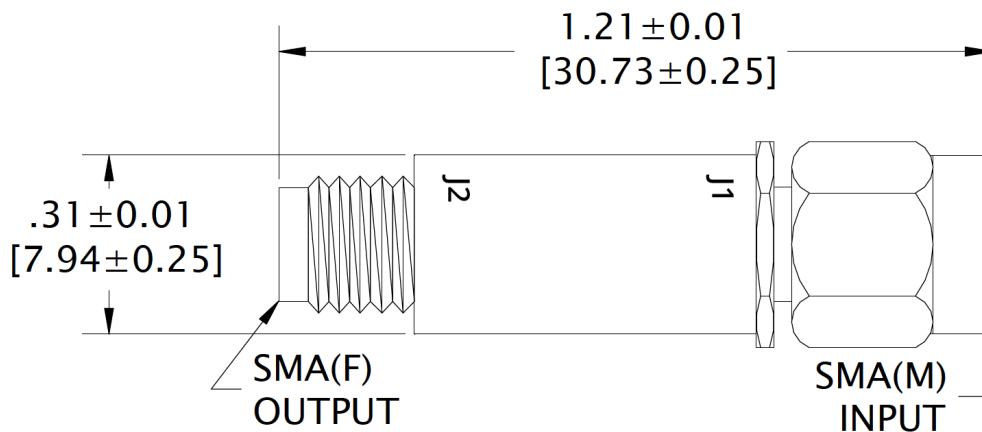 1.21±0.01
[30.73±0.25]
.31±0.01
[7.94±0.25]
J2
J1
SMA(F)
OUTPUT
SMA(M)
INPUT